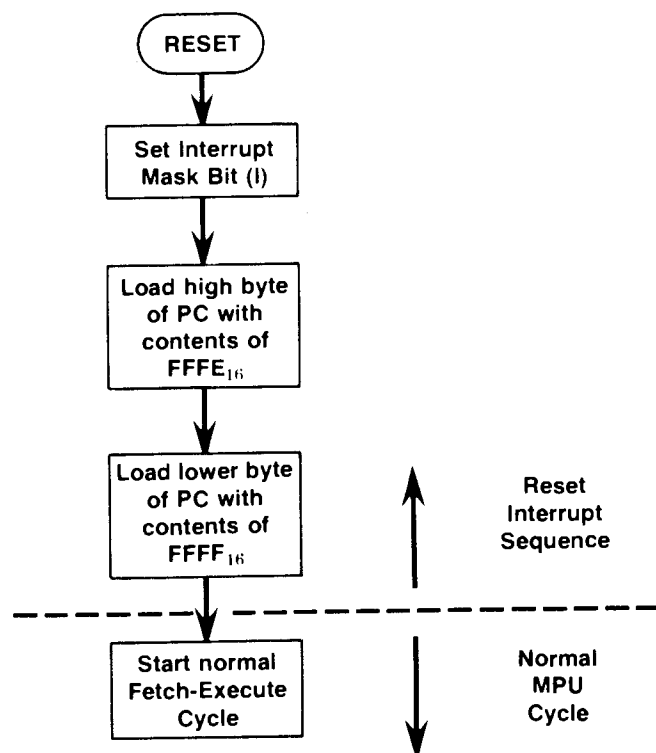 RESET
Set Interrupt
Mask Bit (I)
Load high byte
of PC with
contents of
FFFE₁₆
Load lower byte
of PC with
contents of
FFFF₁₆
Reset
Interrupt
Sequence
Start normal
Fetch-Execute
Cycle
Normal
MPU
Cycle